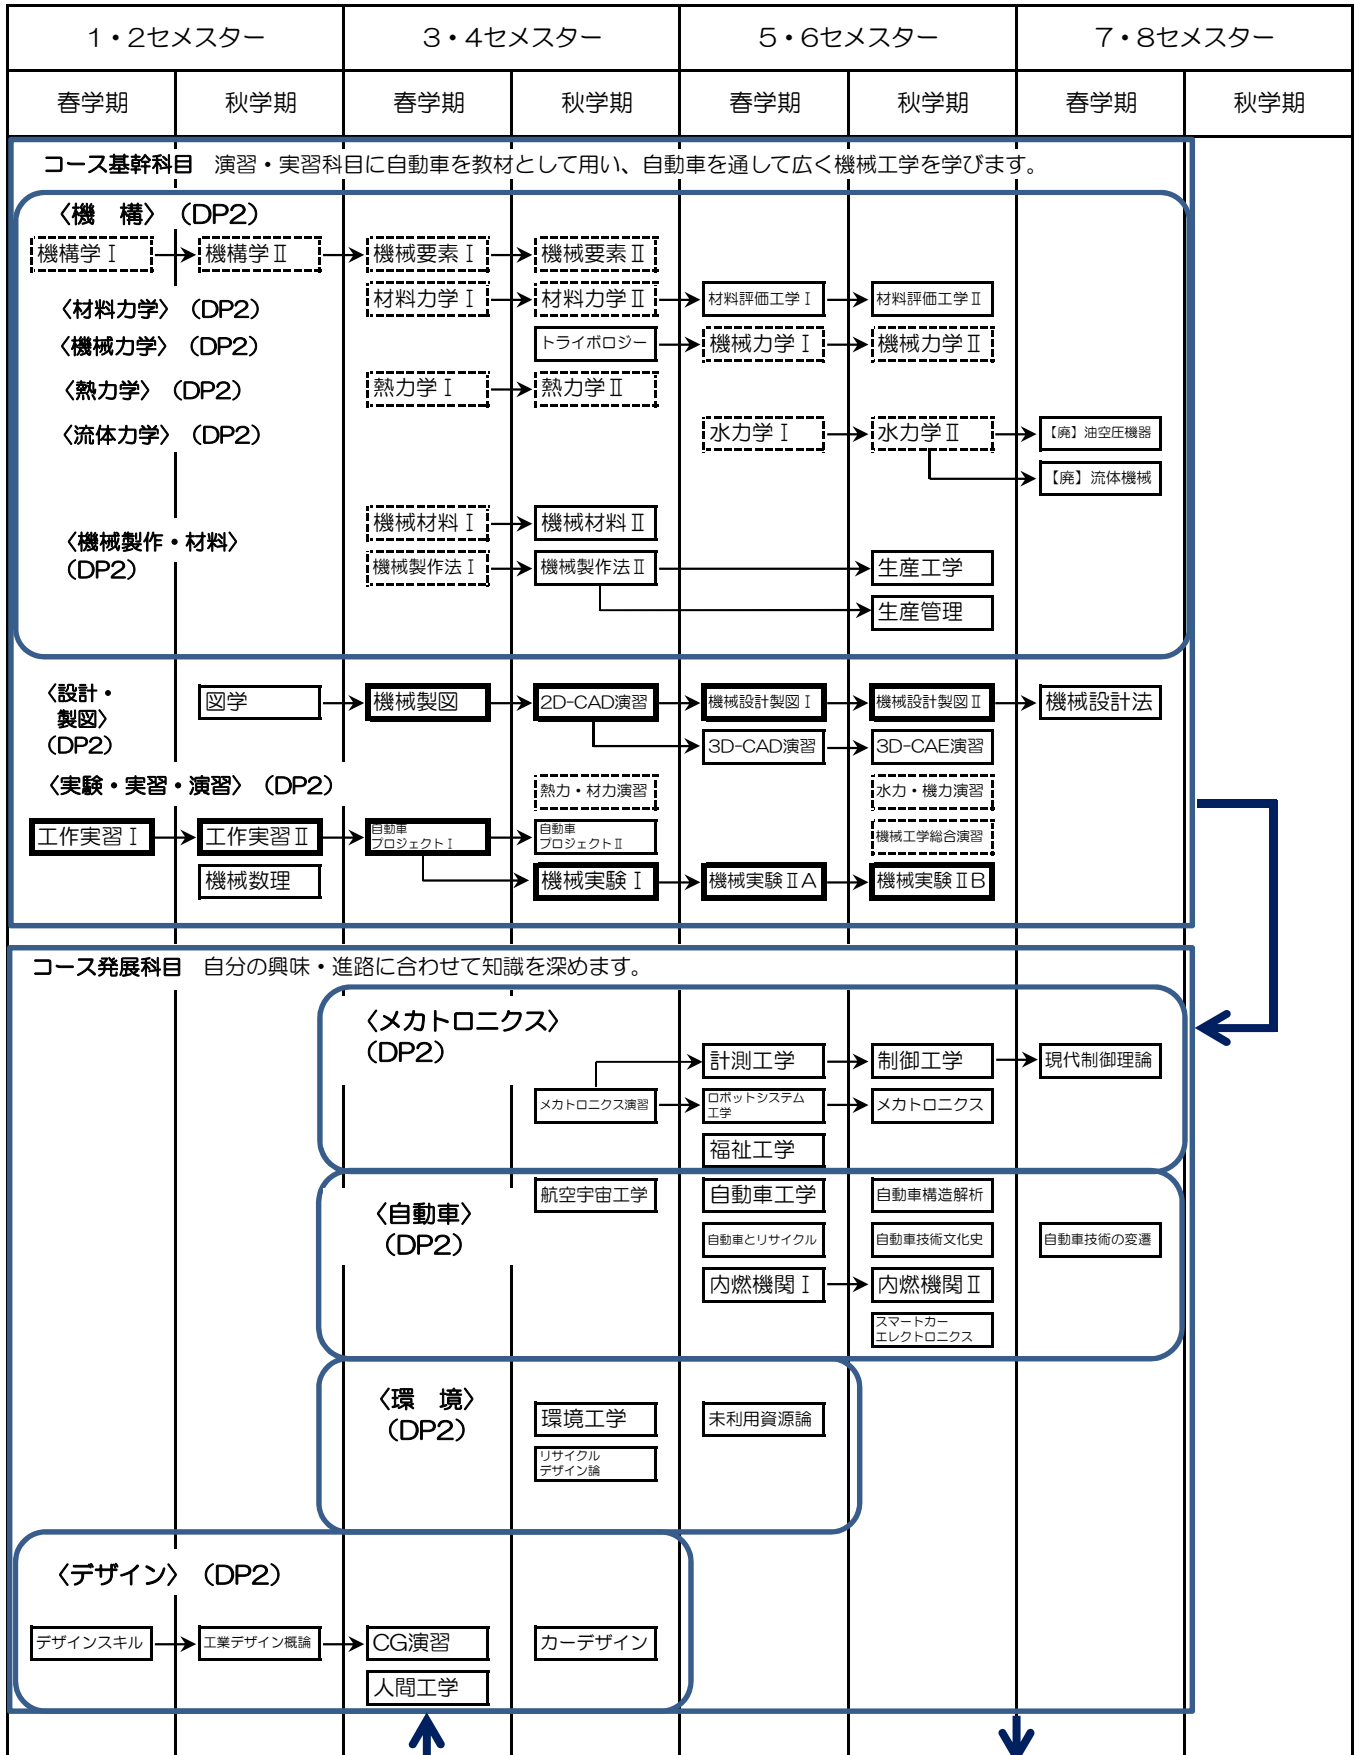 1・2セメスター
3・4セメスター
5・6セメスター
7・8セメスター
春学期
秋学期
春学期
秋学期
春学期
秋学期
春学期
秋学期
コース基幹科目 演習・実習科目に自動車を教材として用い、自動車を通して広く機械工学を学びます。
〈機 構〉(DP2)
機構学Ⅰ
機構学Ⅱ
機械要素Ⅰ
機械要素Ⅱ
〈材料力学〉(DP2)
材料力学Ⅰ
材料力学Ⅱ
材料評価工学Ⅰ
材料評価工学Ⅱ
〈機械力学〉(DP2)
トライボロジー
機械力学Ⅰ
機械力学Ⅱ
〈熱力学〉(DP2)
熱力学Ⅰ
熱力学Ⅱ
〈流体力学〉(DP2)
水力学Ⅰ
水力学Ⅱ
【廃】油空圧機器
【廃】流体機械
〈機械製作・材料〉
(DP2)
機械材料Ⅰ
機械材料Ⅱ
機械製作法Ⅰ
機械製作法Ⅱ
生産工学
生産管理
〈設計・
製図〉
(DP2)
図学
機械製図
2D-CAD演習
機械設計製図Ⅰ
機械設計製図Ⅱ
機械設計法
3D-CAD演習
3D-CAE演習
〈実験・実習・演習〉(DP2)
熱力・材力演習
水力・機力演習
工作実習Ⅰ
工作実習Ⅱ
自動車
プロジェクトⅠ
自動車
プロジェクトⅡ
機械工学総合演習
機械数理
機械実験Ⅰ
機械実験ⅡA
機械実験ⅡB
コース発展科目 自分の興味・進路に合わせて知識を深めます。
〈メカトロニクス〉
(DP2)
計測工学
制御工学
現代制御理論
メカトロニクス演習
ロボットシステム
工学
メカトロニクス
福祉工学
〈自動車〉
(DP2)
航空宇宙工学
自動車工学
自動車構造解析
自動車とリサイクル
自動車技術文化史
自動車技術の変遷
内燃機関Ⅰ
内燃機関Ⅱ
スマートカー
エレクトロニクス
〈環 境〉
(DP2)
環境工学
未利用資源論
リサイクル
デザイン論
〈デザイン〉(DP2)
デザインスキル
工業デザイン概論
CG演習
カーデザイン
人間工学